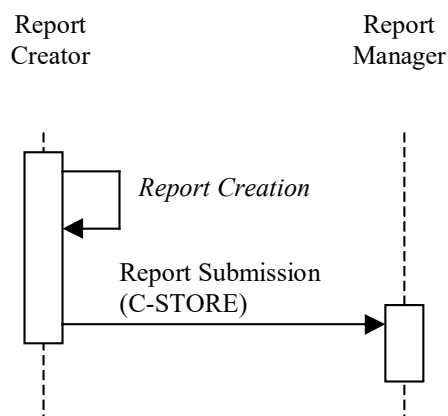 Report
Creator
Report
Manager
Report Creation
Report Submission
(C-STORE)